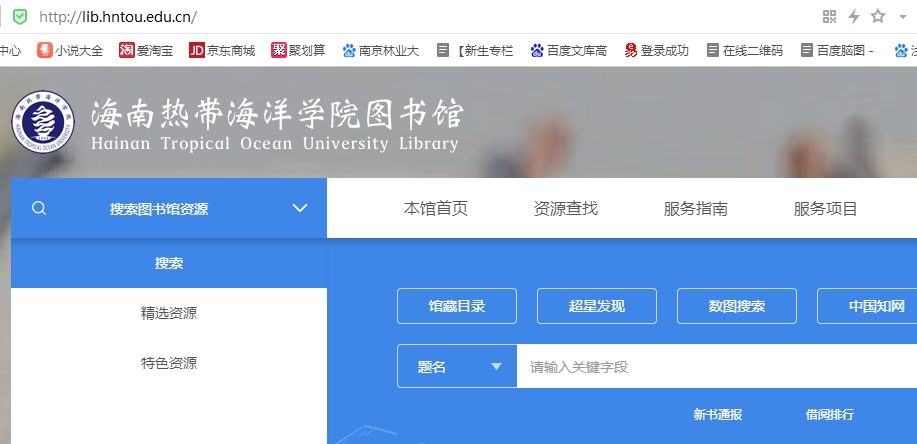 http://lib.hntou.edu.cn/
中心 小说大全 爱淘宝 京东商城 聚划算 南京林业大 【新生专栏 百度文库高 登录成功 在线二维码 百度脑图 -
海南热带海洋学院图书馆
Hainan Tropical Ocean University Library
搜索图书馆资源 本馆首页 资源查找 服务指南 服务项目
搜索
精选资源
特色资源
馆藏目录 超星发现 数图搜索 中国知网
题名 请输入关键字段
新书通报 借阅排行